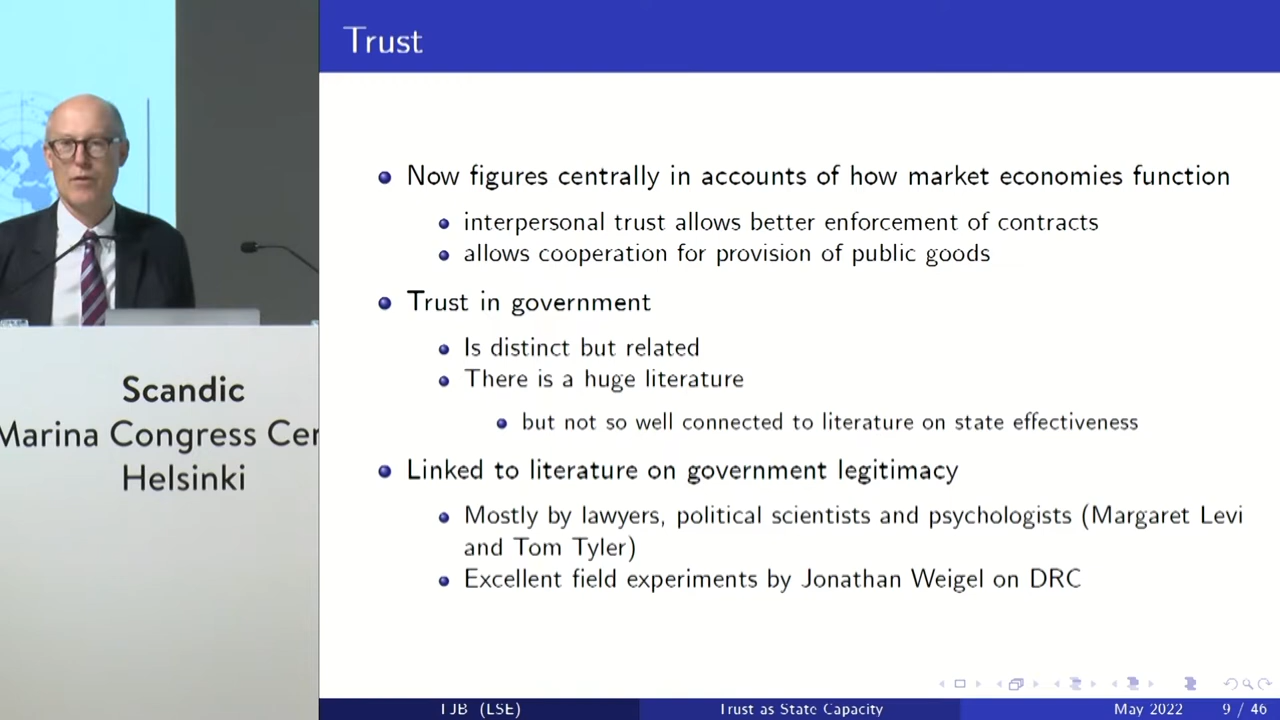 Trust
Now figures centrally in accounts of how market economies function
interpersonal trust allows better enforcement of contracts
allows cooperation for provision of public goods
Trust in government
Is distinct but related
There is a huge literature
but not so well connected to literature on state effectiveness
Linked to literature on government legitimacy
Mostly by lawyers, political scientists and psychologists (Margaret Levi
and Tom Tyler)
Excellent field experiments by Jonathan Weigel on DRC
TJB (LSE)
Trust as State Capacity
May 2022
9 / 46
Scandic
Marina Congress Cen
Helsinki